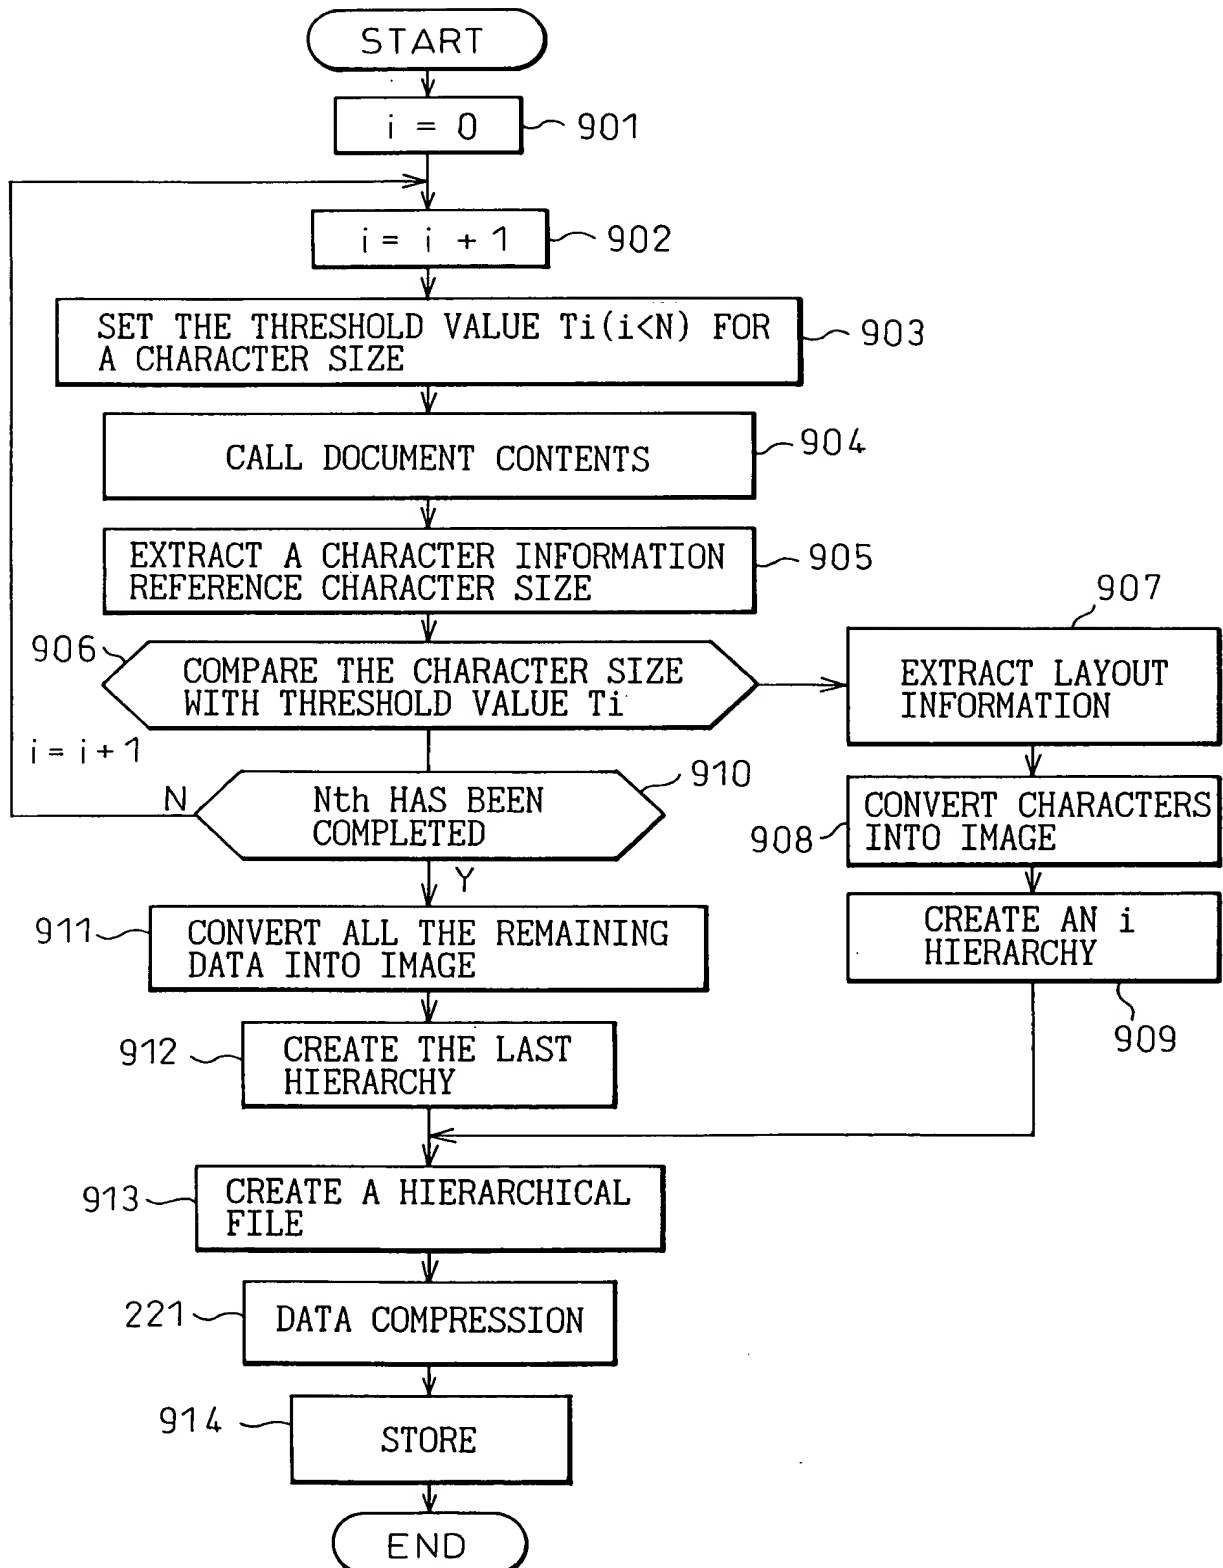 START
i = 0
901
i = i + 1
902
SET THE THRESHOLD VALUE Ti(i<N) FOR
A CHARACTER SIZE
903
CALL DOCUMENT CONTENTS
904
EXTRACT A CHARACTER INFORMATION
REFERENCE CHARACTER SIZE
905
906
COMPARE THE CHARACTER SIZE
WITH THRESHOLD VALUE Ti
907
EXTRACT LAYOUT
INFORMATION
i = i + 1
N
Nth HAS BEEN
COMPLETED
910
Y
908
CONVERT CHARACTERS
INTO IMAGE
CREATE AN i
HIERARCHY
909
911
CONVERT ALL THE REMAINING
DATA INTO IMAGE
912
CREATE THE LAST
HIERARCHY
913
CREATE A HIERARCHICAL
FILE
221
DATA COMPRESSION
914
STORE
END